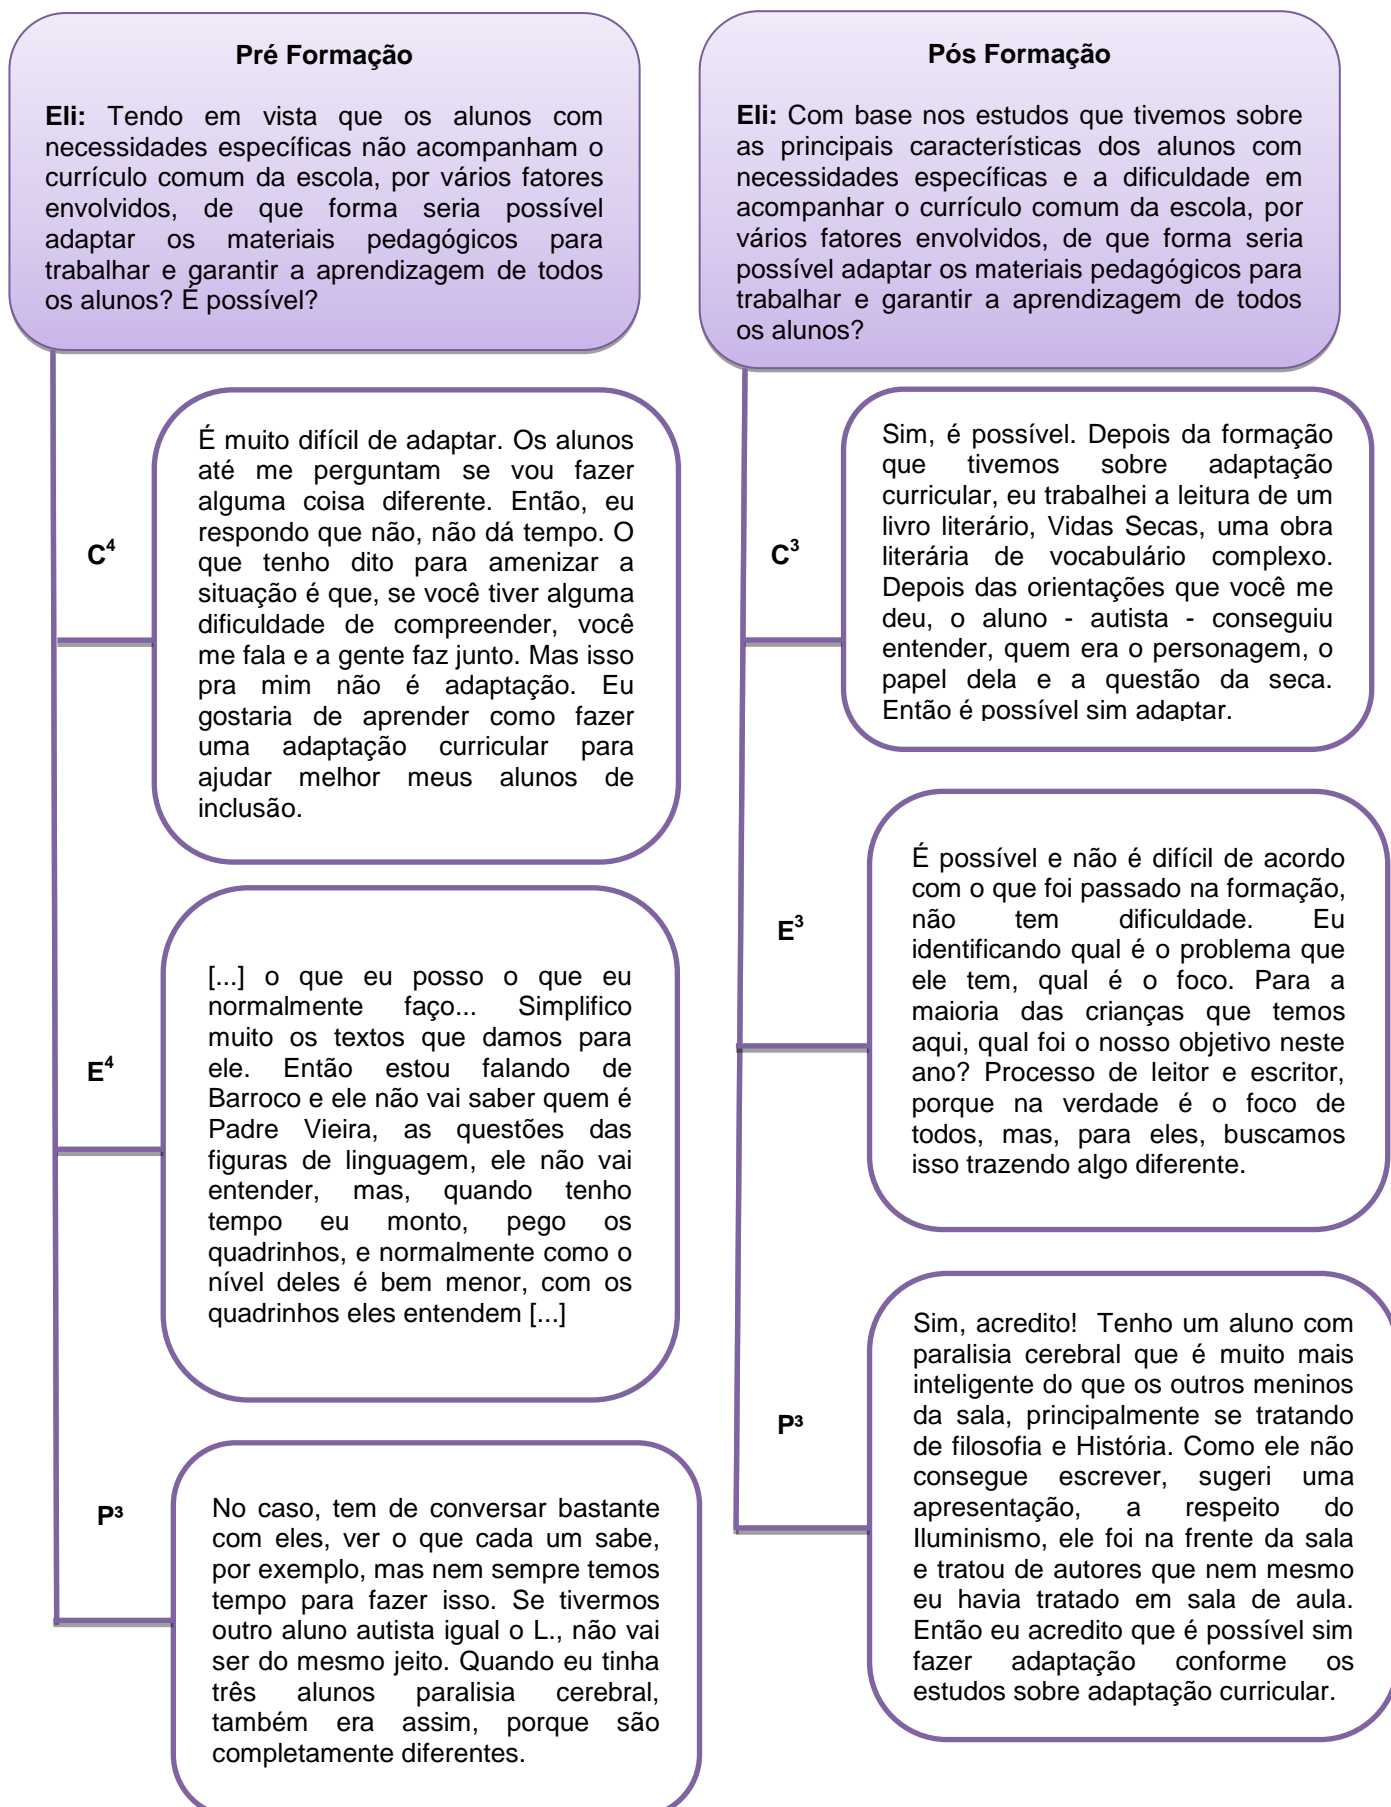 Pré Formação
Eli: Tendo em vista que os alunos com
necessidades específicas não acompanham o
currículo comum da escola, por vários fatores
envolvidos, de que forma seria possível
adaptar os materiais pedagógicos para
trabalhar e garantir a aprendizagem de todos
os alunos? É possível?
C⁴
É muito difícil de adaptar. Os alunos
até me perguntam se vou fazer
alguma coisa diferente. Então, eu
respondo que não, não dá tempo. O
que tenho dito para amenizar a
situação é que, se você tiver alguma
dificuldade de compreender, você
me fala e a gente faz junto. Mas isso
pra mim não é adaptação. Eu
gostaria de aprender como fazer
uma adaptação curricular para
ajudar melhor meus alunos de
inclusão.
E⁴
[...] o que eu posso o que eu
normalmente faço... Simplifico
muito os textos que damos para
ele. Então estou falando de
Barroco e ele não vai saber quem é
Padre Vieira, as questões das
figuras de linguagem, ele não vai
entender, mas, quando tenho
tempo eu monto, pego os
quadrinhos, e normalmente como o
nível deles é bem menor, com os
quadrinhos eles entendem [...]
P³
No caso, tem de conversar bastante
com eles, ver o que cada um sabe,
por exemplo, mas nem sempre temos
tempo para fazer isso. Se tivermos
outro aluno autista igual o L., não vai
ser do mesmo jeito. Quando eu tinha
três alunos paralisia cerebral,
também era assim, porque são
completamente diferentes.
Pós Formação
Eli: Com base nos estudos que tivemos sobre
as principais características dos alunos com
necessidades específicas e a dificuldade em
acompanhar o currículo comum da escola, por
vários fatores envolvidos, de que forma seria
possível adaptar os materiais pedagógicos para
trabalhar e garantir a aprendizagem de todos
os alunos?
C³
Sim, é possível. Depois da formação
que tivemos sobre adaptação
curricular, eu trabalhei a leitura de um
livro literário, Vidas Secas, uma obra
literária de vocabulário complexo.
Depois das orientações que você me
deu, o aluno - autista - conseguiu
entender, quem era o personagem, o
papel dela e a questão da seca.
Então é possível sim adaptar.
E³
É possível e não é difícil de acordo
com o que foi passado na formação,
não tem dificuldade. Eu
identificando qual é o problema que
ele tem, qual é o foco. Para a
maioria das crianças que temos
aqui, qual foi o nosso objetivo neste
ano? Processo de leitor e escritor,
porque na verdade é o foco de
todos, mas, para eles, buscamos
isso trazendo algo diferente.
P³
Sim, acredito! Tenho um aluno com
paralisia cerebral que é muito mais
inteligente do que os outros meninos
da sala, principalmente se tratando
de filosofia e História. Como ele não
consegue escrever, sugeri uma
apresentação, a respeito do
Iluminismo, ele foi na frente da sala
e tratou de autores que nem mesmo
eu havia tratado em sala de aula.
Então eu acredito que é possível sim
fazer adaptação conforme os
estudos sobre adaptação curricular.